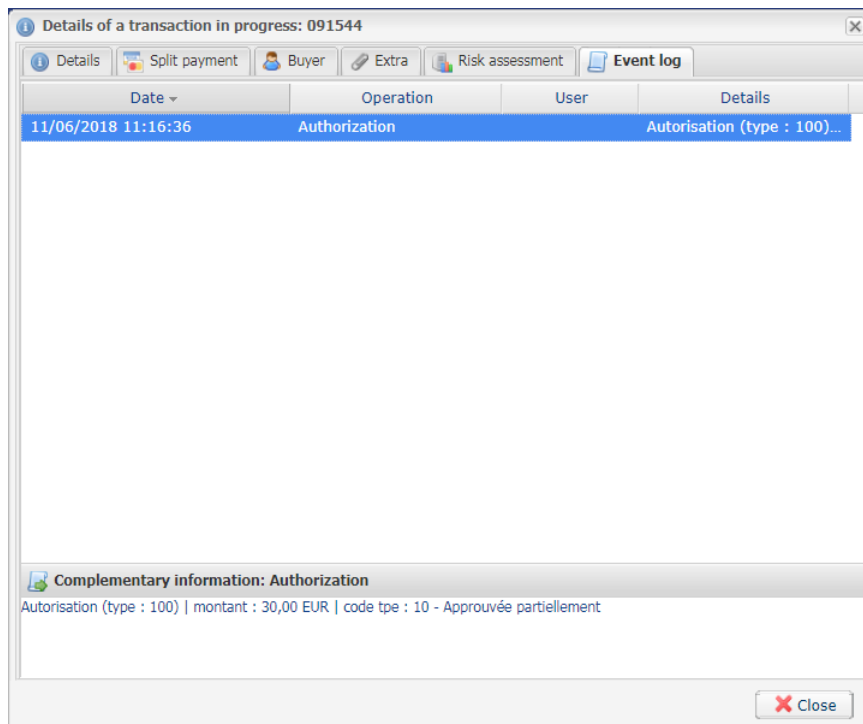 Details of a transaction in progress: 091544
Details Split payment Buyer Extra Risk assessment Event log
Date Operation User Details
11/06/2018 11:16:36 Authorization Autorisation (type : 100)...
Complementary information: Authorization
Autorisation (type : 100) | montant : 30,00 EUR | code tpe : 10 - Approuvée partiellement
Close